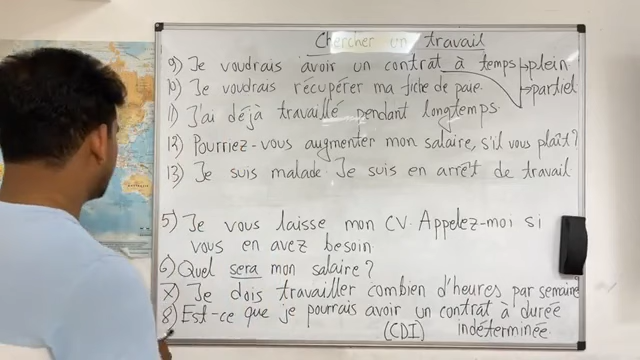 Chercher un travail
9) Je voudrais avoir un contrat à temps plein
partiel
10) Je voudrais récupérer ma fiche de paie.
11) J'ai déjà travaillé pendant longtemps.
12) Pourriez-vous augmenter mon salaire, s'il vous plaît?
13) Je suis malade. Je suis en arrêt de travail
5) Je vous laisse mon CV. Appelez-moi si
vous en avez besoin.
6) Quel sera mon salaire?
7) Je dois travailler combien d'heures par semaine
8) Est-ce que je pourrais avoir un contrat à durée
(CDI) indéterminée.